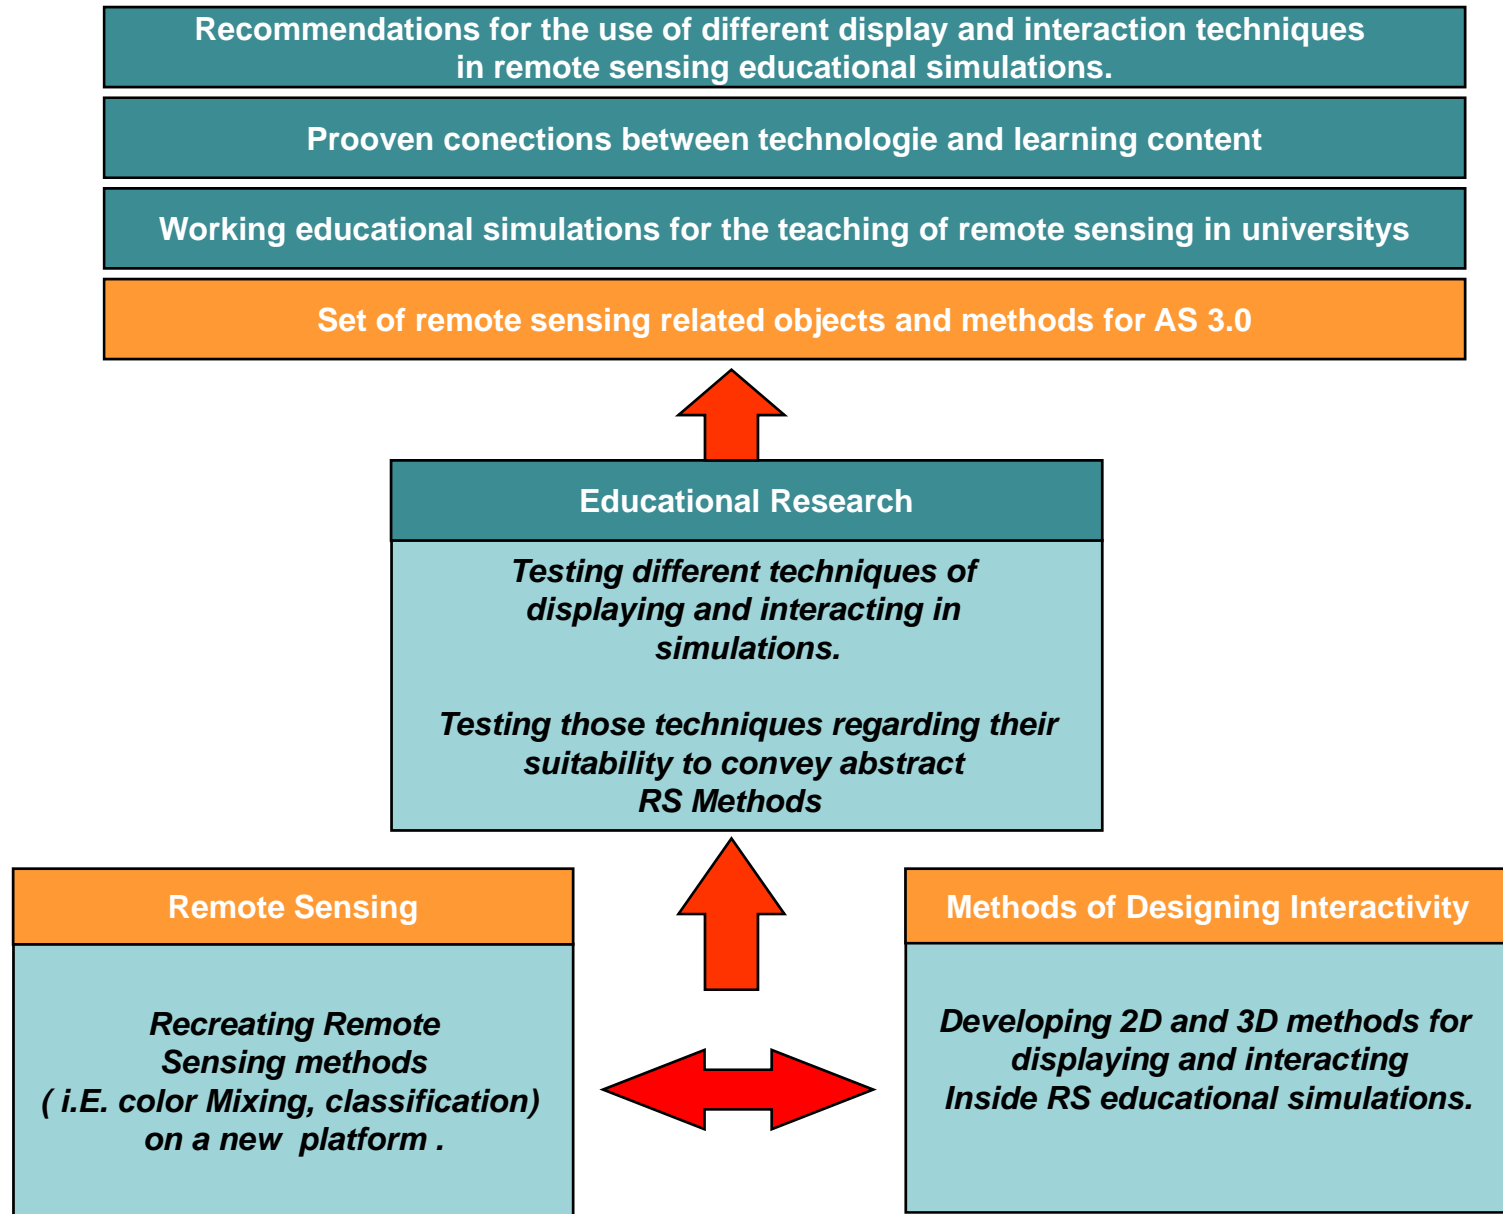 Recommendations for the use of different display and interaction techniques
in remote sensing educational simulations.
Prooven conections between technologie and learning content
Working educational simulations for the teaching of remote sensing in universitys
Set of remote sensing related objects and methods for AS 3.0
Educational Research
Testing different techniques of
displaying and interacting in
simulations.
Testing those techniques regarding their
suitability to convey abstract
RS Methods
Remote Sensing
Recreating Remote
Sensing methods
( i.E. color Mixing, classification)
on a new  platform .
Methods of Designing Interactivity
Developing 2D and 3D methods for
displaying and interacting
Inside RS educational simulations.